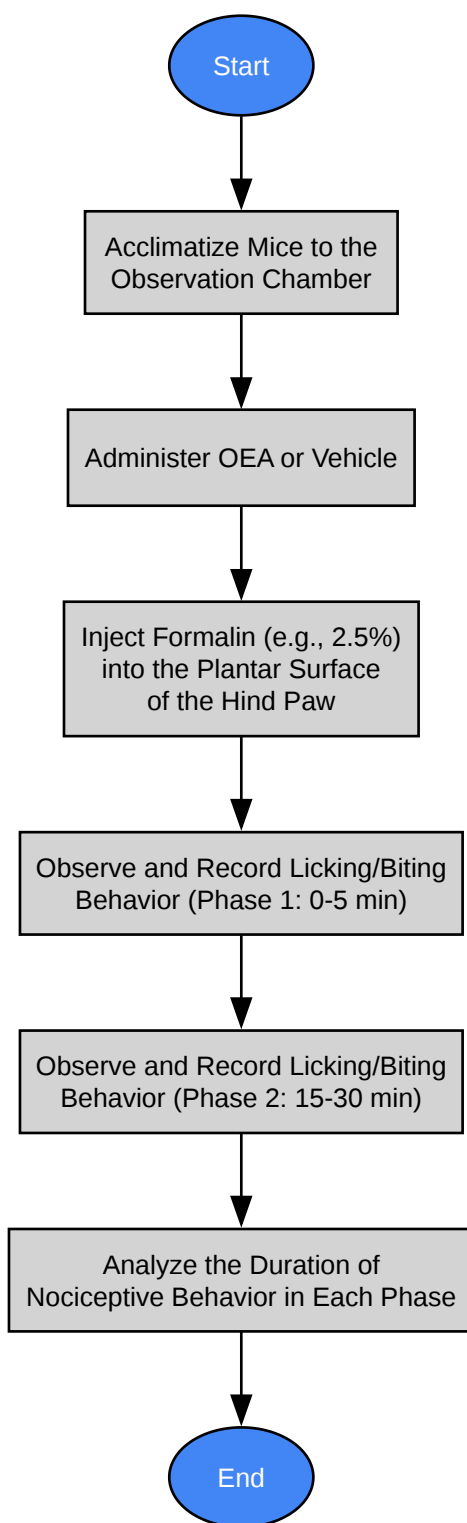 Start
Acclimatize Mice to the
Observation Chamber
Administer OEA or Vehicle
Inject Formalin (e.g., 2.5%)
into the Plantar Surface
of the Hind Paw
Observe and Record Licking/Biting
Behavior (Phase 1: 0-5 min)
Observe and Record Licking/Biting
Behavior (Phase 2: 15-30 min)
Analyze the Duration of
Nociceptive Behavior in Each Phase
End